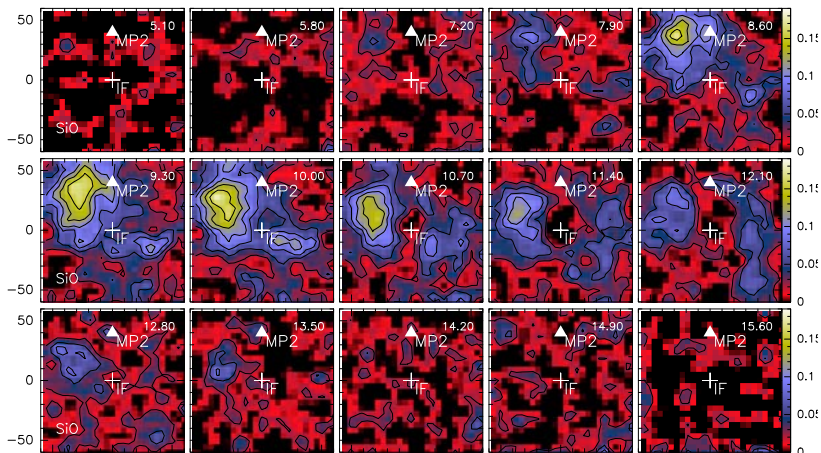 50 5.10 5.80 7.20 7.90 8.60 0.15
MP2 MP2 MP2 MP2 MP2
0.1
0 IF IF IF IF IF
0.05
SiO
−50 0
50 9.30 10.00 10.70 11.40 12.10 0.15
MP2 MP2 MP2 MP2 MP2
0.1
0 IF IF IF IF IF
0.05
SiO
−50 0
50 12.80 13.50 14.20 14.90 15.60 0.15
MP2 MP2 MP2 MP2 MP2
0.1
0 IF IF IF IF IF
0.05
SiO
−50 0